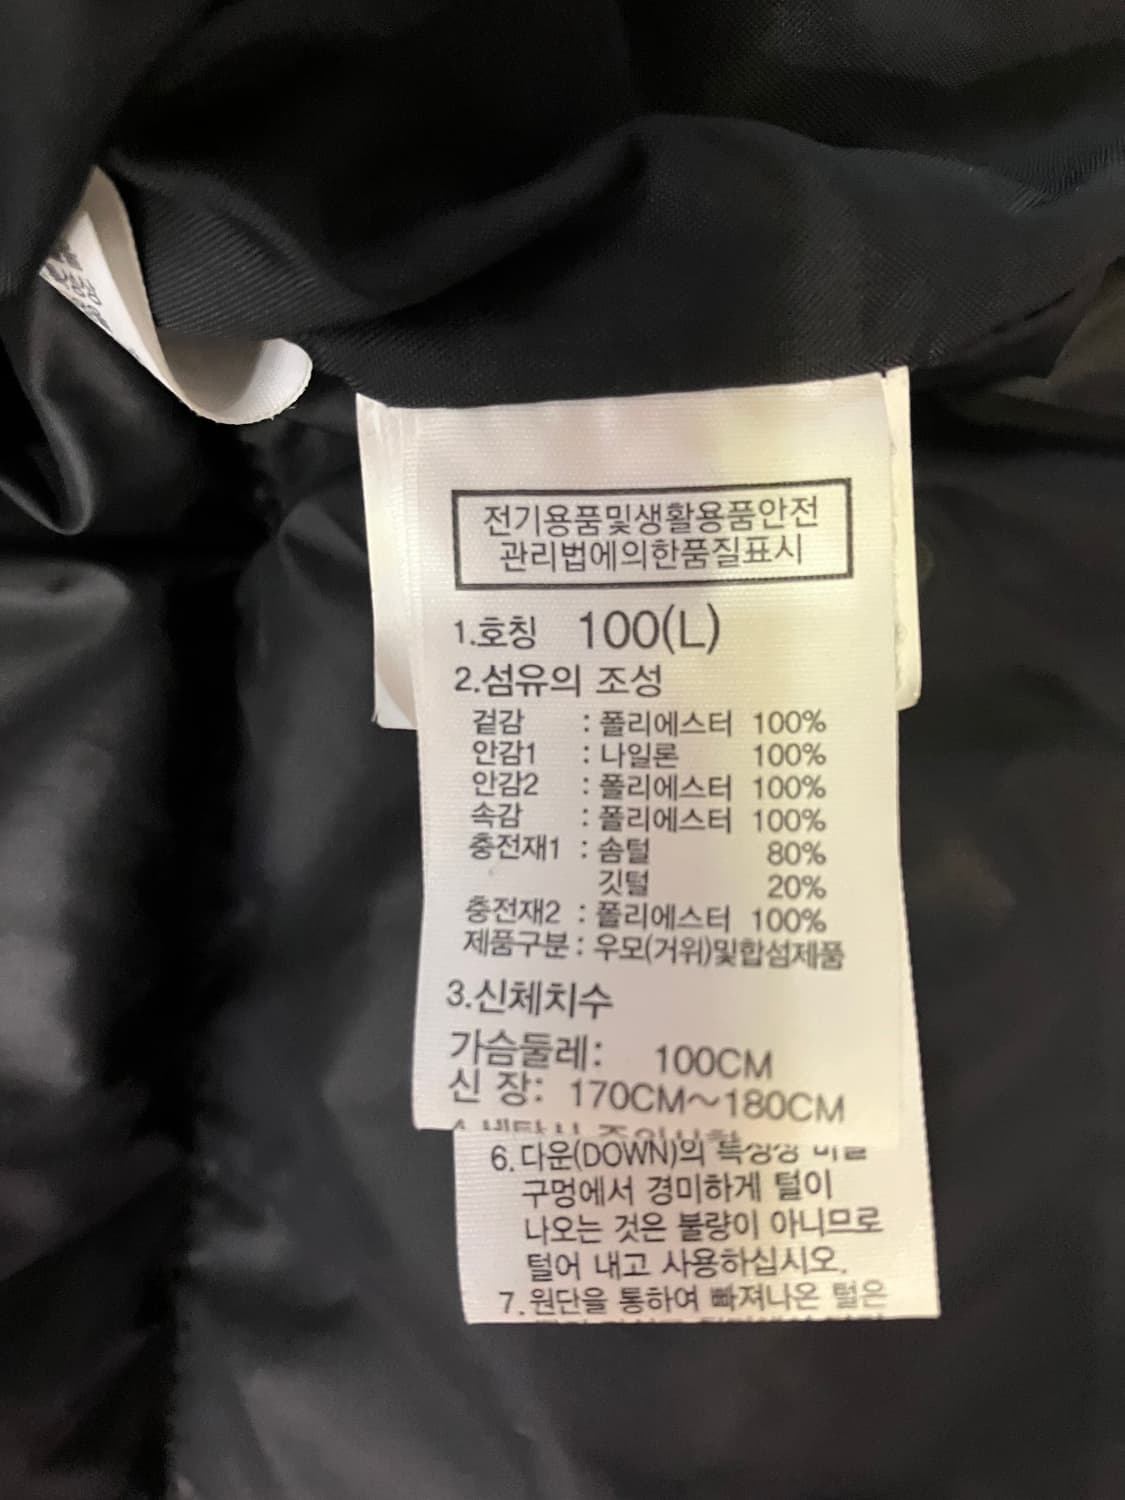 전기용품및생활용품안전
관리법에의한품질표시
1.호칭 100(L)
2.섬유의 조성
겉감 : 폴리에스터 100%
안감1 : 나일론 100%
안감2 : 폴리에스터 100%
속감 : 폴리에스터 100%
충전재1 : 솜털 80%
깃털 20%
충전재2 : 폴리에스터 100%
제품구분 : 우모(거위)및합섬제품
3.신체치수
가슴둘레: 100CM
신 장: 170CM~180CM
6.다운(DOWN)의 특성상
구멍에서 경미하게 털이
나오는 것은 불량이 아니므로
털어 내고 사용하십시오.
7.원단을 통하여 빠져나온 털은